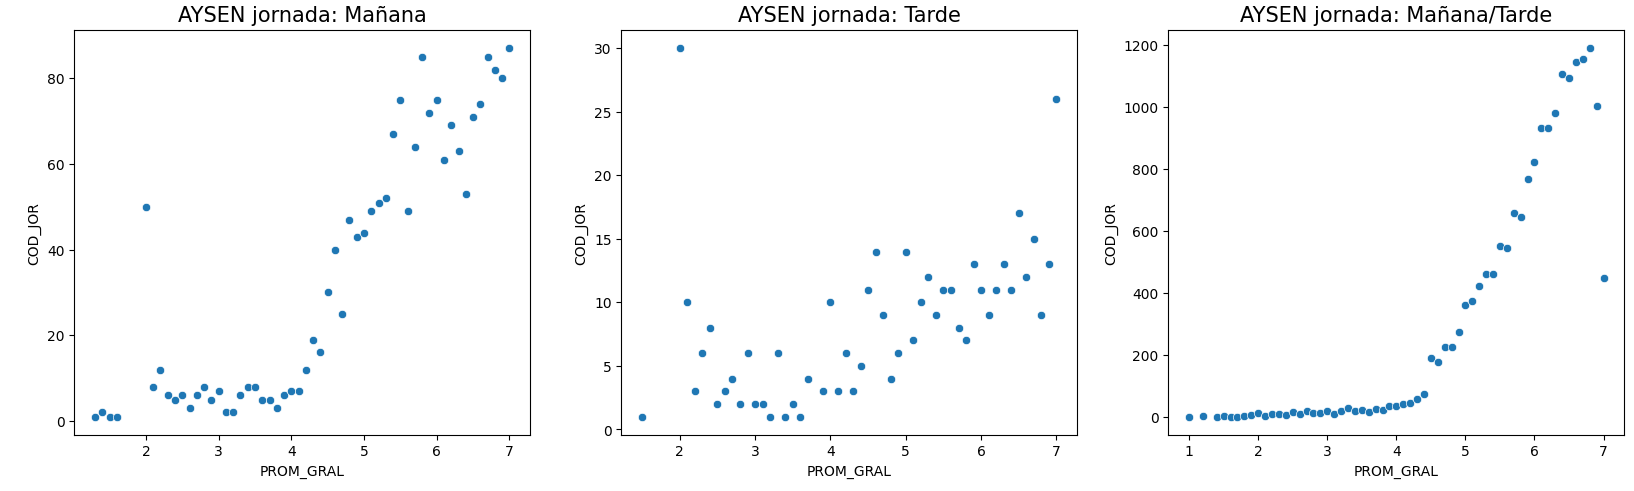 AYSEN jornada: Mañana
80
60
40
20
0
COD_JOR
2 3 4 5 6 7
PROM_GRAL
AYSEN jornada: Tarde
30
25
20
15
10
5
0
COD_JOR
2 3 4 5 6 7
PROM_GRAL
AYSEN jornada: Mañana/Tarde
1200
1000
800
600
400
200
0
COD_JOR
1 2 3 4 5 6 7
PROM_GRAL